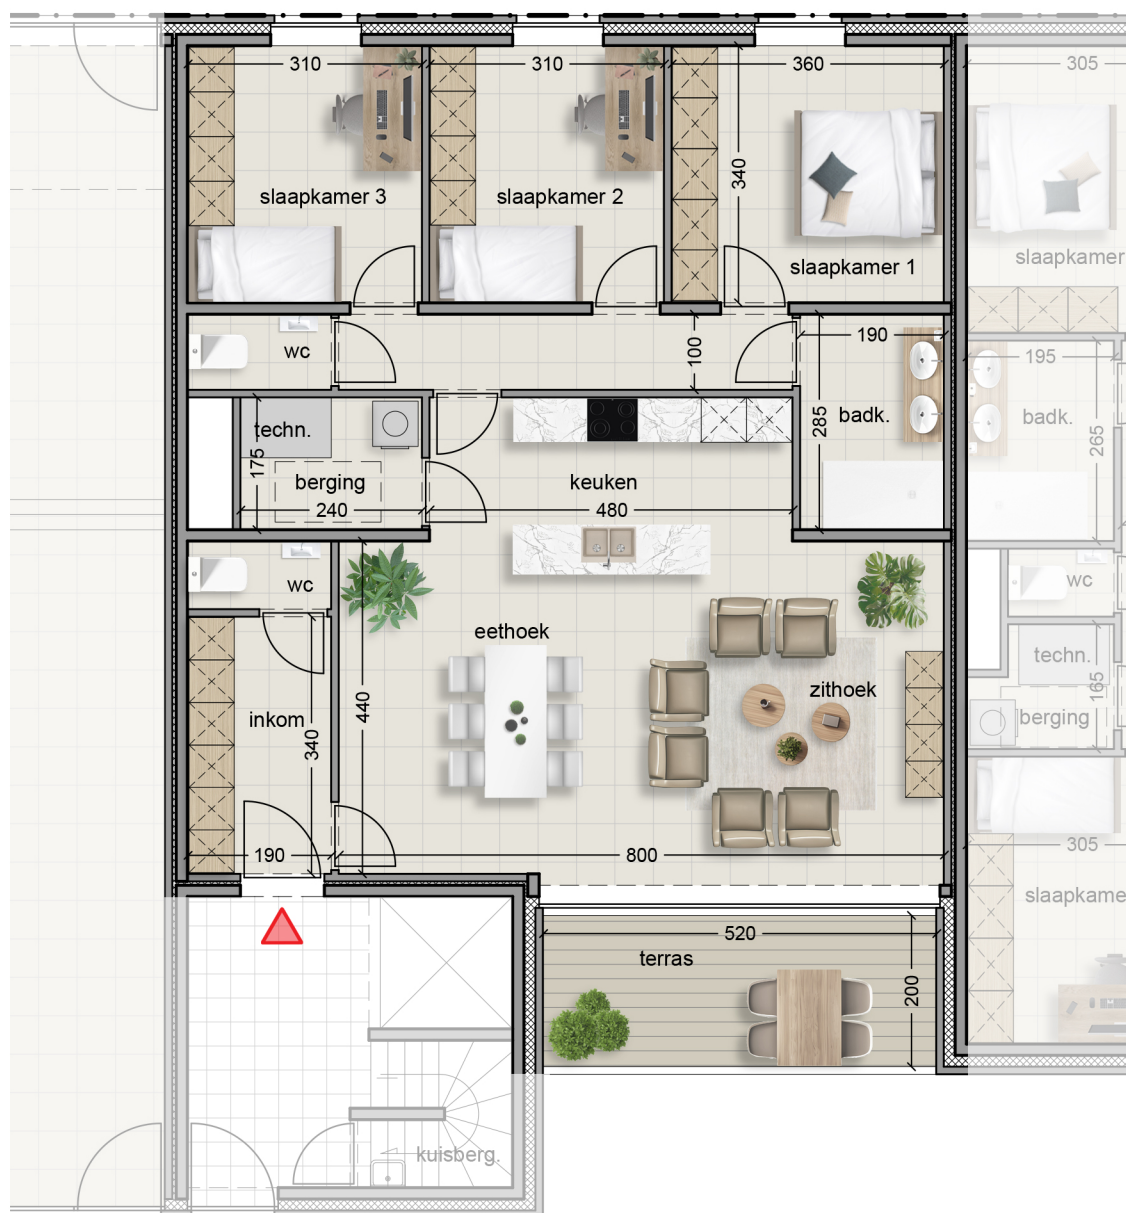 310
310
360
305
340
slaapkamer 3
slaapkamer 2
slaapkamer 1
slaapkamer
wc
100
190
195
techn.
175
berging
240
keuken
480
285
badk.
badk.
265
wc
wc
eethoek
zithoek
techn.
165
berging
inkom
340
440
190
800
305
slaapkame
520
terras
200
kuisberg.